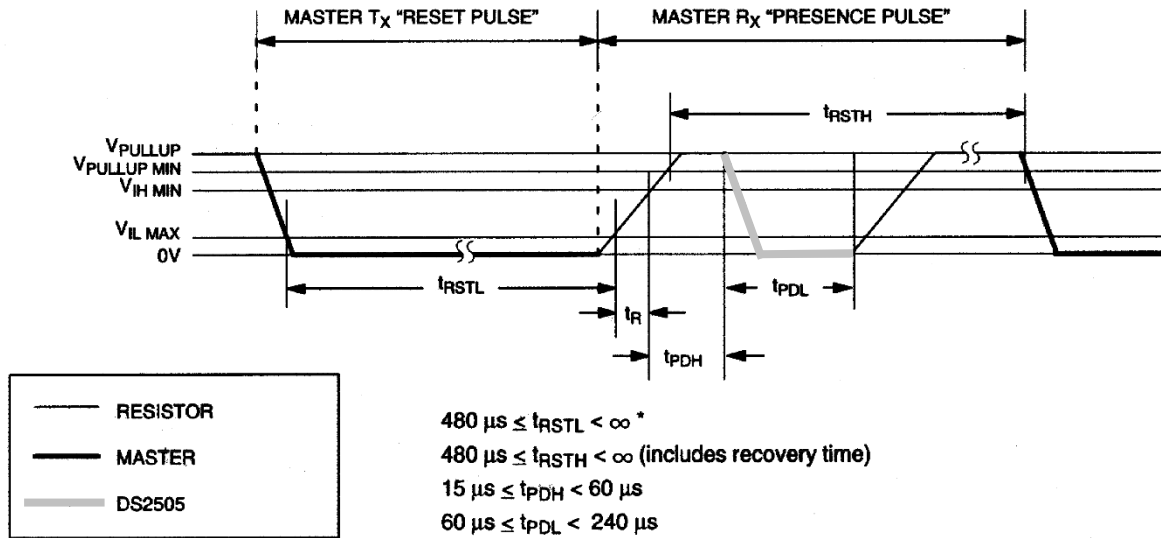 MASTER TX “RESET PULSE”
MASTER RX “PRESENCE PULSE”
tRSTH
VPULLUP
VPULLUP MIN
VIH MIN
VIL MAX
0V
tRSTL
tPDL
tR
tPDH
RESISTOR
MASTER
DS2505
480 µs ≤ tRSTL < ∞ *
480 µs ≤ tRSTH < ∞ (includes recovery time)
15 µs ≤ tPDH < 60 µs
60 µs ≤ tPDL < 240 µs